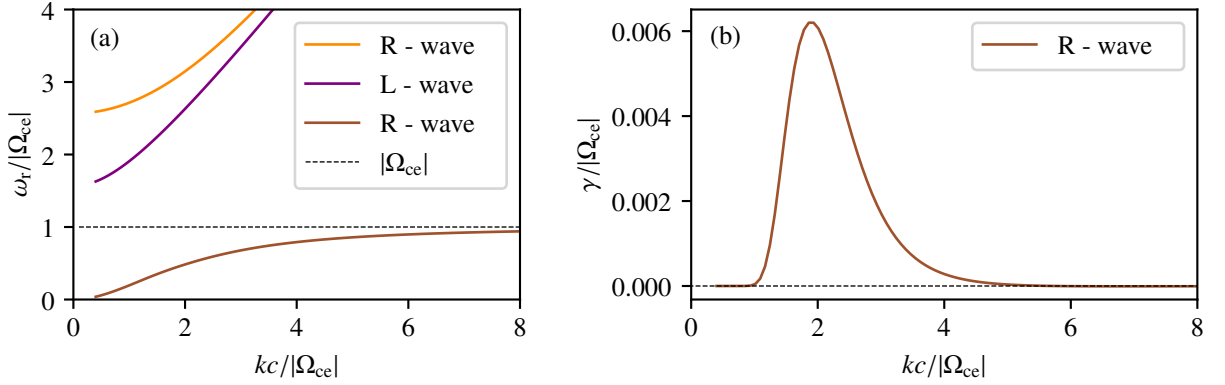 (a)
R - wave
L - wave
R - wave
|Ω_ce|
ω_r/|Ω_ce|
4
3
2
1
0
0
2
4
6
8
kc/|Ω_ce|
(b)
R - wave
γ/|Ω_ce|
0.006
0.004
0.002
0.000
0
2
4
6
8
kc/|Ω_ce|